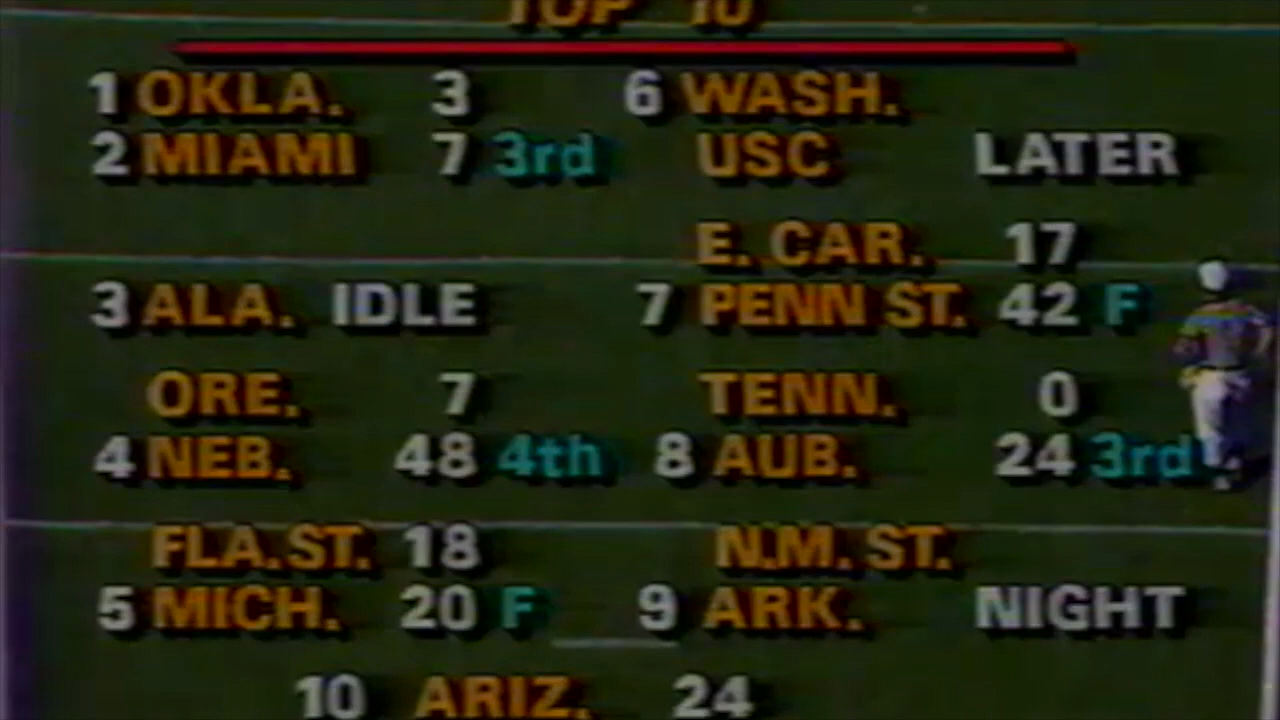 TOP 10
1 OKLA. 3
2 MIAMI 7 3rd
3 ALA. IDLE
ORE. 7
4 NEB. 48 4th
FLA.ST. 18
5 MICH. 20 F
6 WASH.
USC LATER
E. CAR. 17
7 PENN ST. 42 F
TENN. 0
8 AUB. 24 3rd
N.M. ST.
9 ARK. NIGHT
10 ARIZ. 24